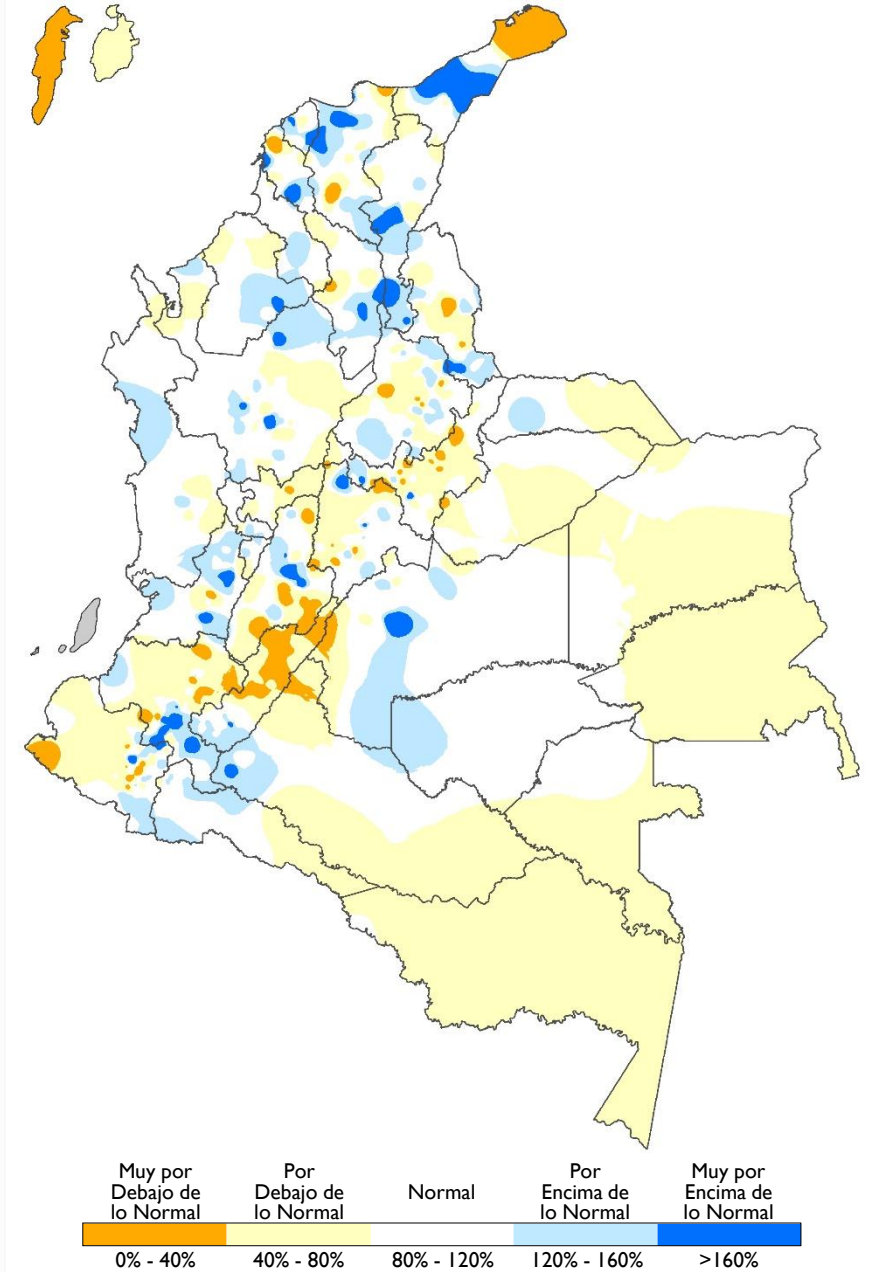 Muy por
Debajo de
lo Normal
Por
Debajo de
lo Normal
Normal
Por
Encima de
lo Normal
Muy por
Encima de
lo Normal
0% - 40%
40% - 80%
80% - 120%
120% - 160%
>160%